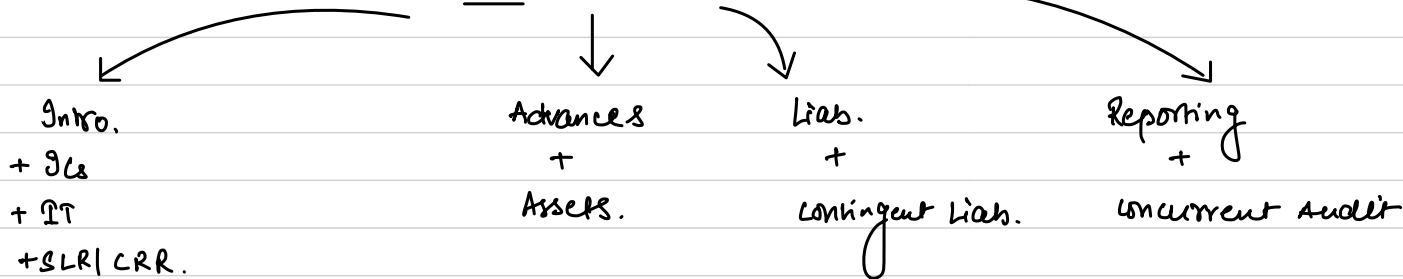 Intro.
+ ICs
+ IT
+ SLR/ CRR.
Advances
+
Assets.
Liab.
+
Contingent Liab.
Reporting
+
Concurrent Audit